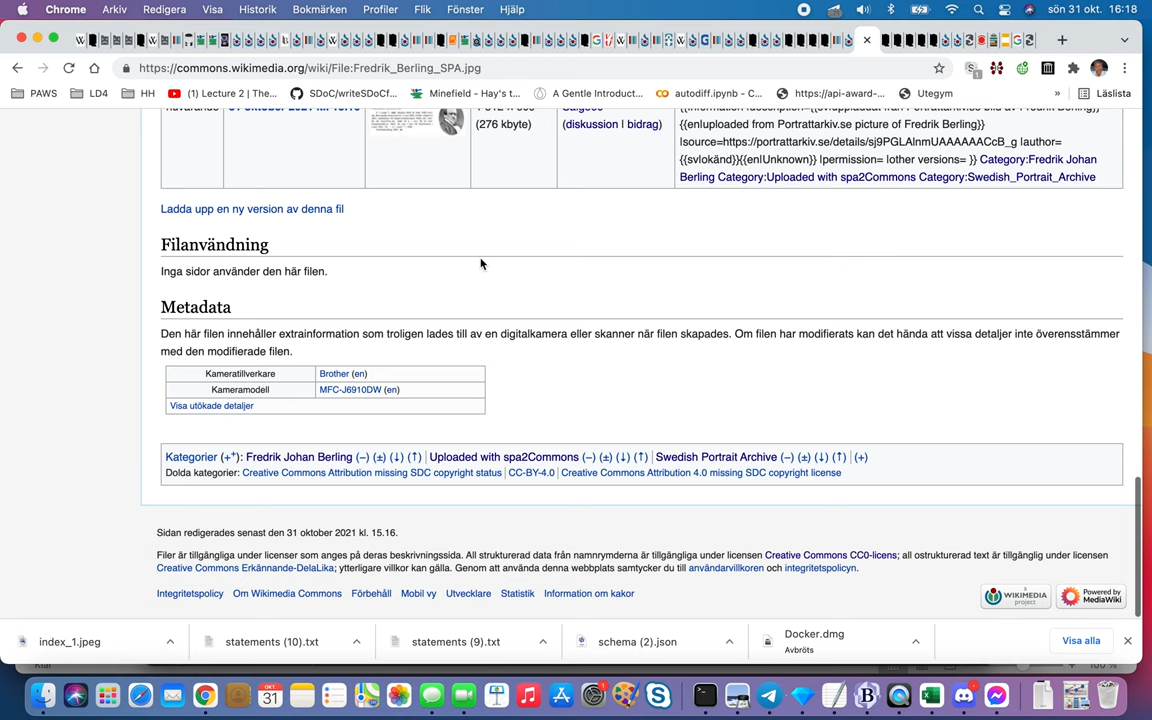 Chrome Arkiv Redigera Visa Historik Bokmärken Profiler Flik Fönster Hjälp sön 31 okt. 16:18
https://commons.wikimedia.org/wiki/File:Fredrik_Berling_SPA.jpg
PAWS LD4 HH (1) Lecture 2 | The... SDoc/writeSDoCf... Minefield - Hay's t... A Gentle Introduct... autodiff.ipynb - C... https://api-award-... Utegym » Läslista
(276 kbyte) (diskussion | bidrag) {{en|uploaded from Portrattarkiv.se picture of Fredrik Berling}}
|source=https://portrattarkiv.se/details/sj9PGLAlnmUAAAAAACcB_g |author=
{{sv|okänd}}{{en|Unknown}} |permission= |other versions= }} Category:Fredrik Johan
Berling Category:Uploaded with spa2Commons Category:Swedish_Portrait_Archive
Ladda upp en ny version av denna fil
Filanvändning
Inga sidor använder den här filen.
Metadata
Den här filen innehåller extrainformation som troligen lades till av en digitalkamera eller skanner när filen skapades. Om filen har modifierats kan det hända att vissa detaljer inte överensstämmer
med den modifierade filen.
Kameratillverkare Brother (en)
Kameramodell MFC-J6910DW (en)
Visa utökade detaljer
Kategorier (+⁺): Fredrik Johan Berling (−) (±) (↓) (↑) | Uploaded with spa2Commons (−) (±) (↓) (↑) | Swedish Portrait Archive (−) (±) (↓) (↑) | (+)
Dolda kategorier: Creative Commons Attribution missing SDC copyright status | CC-BY-4.0 | Creative Commons Attribution 4.0 missing SDC copyright license
Sidan redigerades senast den 31 oktober 2021 kl. 15.16.
Filer är tillgängliga under licenser som anges på deras beskrivningssida. All strukturerad data från namnrymderna är tillgängliga under licensen Creative Commons CC0-licens; all ostrukturerad text är tillgänglig under licensen
Creative Commons Erkännande-DelaLika; ytterligare villkor kan gälla. Genom att använda denna webbplats samtycker du till användarvillkoren och integritetspolicyn.
Integritetspolicy Om Wikimedia Commons Förbehåll Mobil vy Utvecklare Statistik Information om kakor
WIKIMEDIA project Powered by MediaWiki
index_1.jpeg statements (10).txt statements (9).txt schema (2).json Docker.dmg Visa alla
Avbröts
100 %
OKT. 31